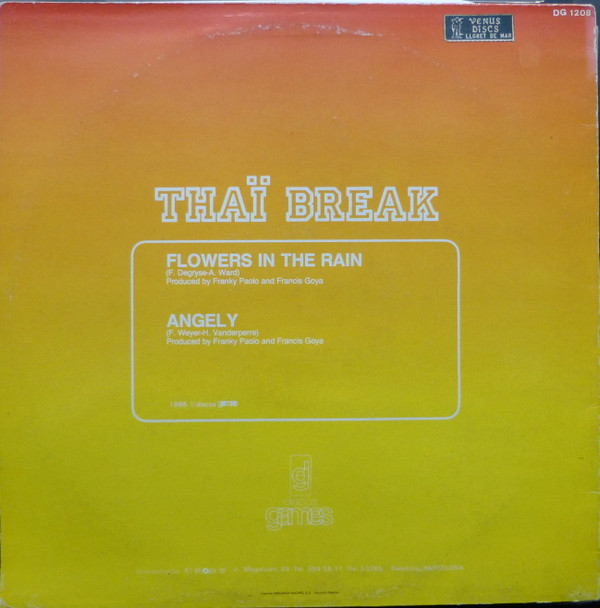 DG 1208
VENUS
DISCS
LLORET DE MAR
THAÏ BREAK
FLOWERS IN THE RAIN
(F. Degryse-A. Ward)
Produced by Franky Paolo and Francis Goya
ANGELY
(F. Weyer-H. Vanderperre)
Produced by Franky Paolo and Francis Goya
discos
games